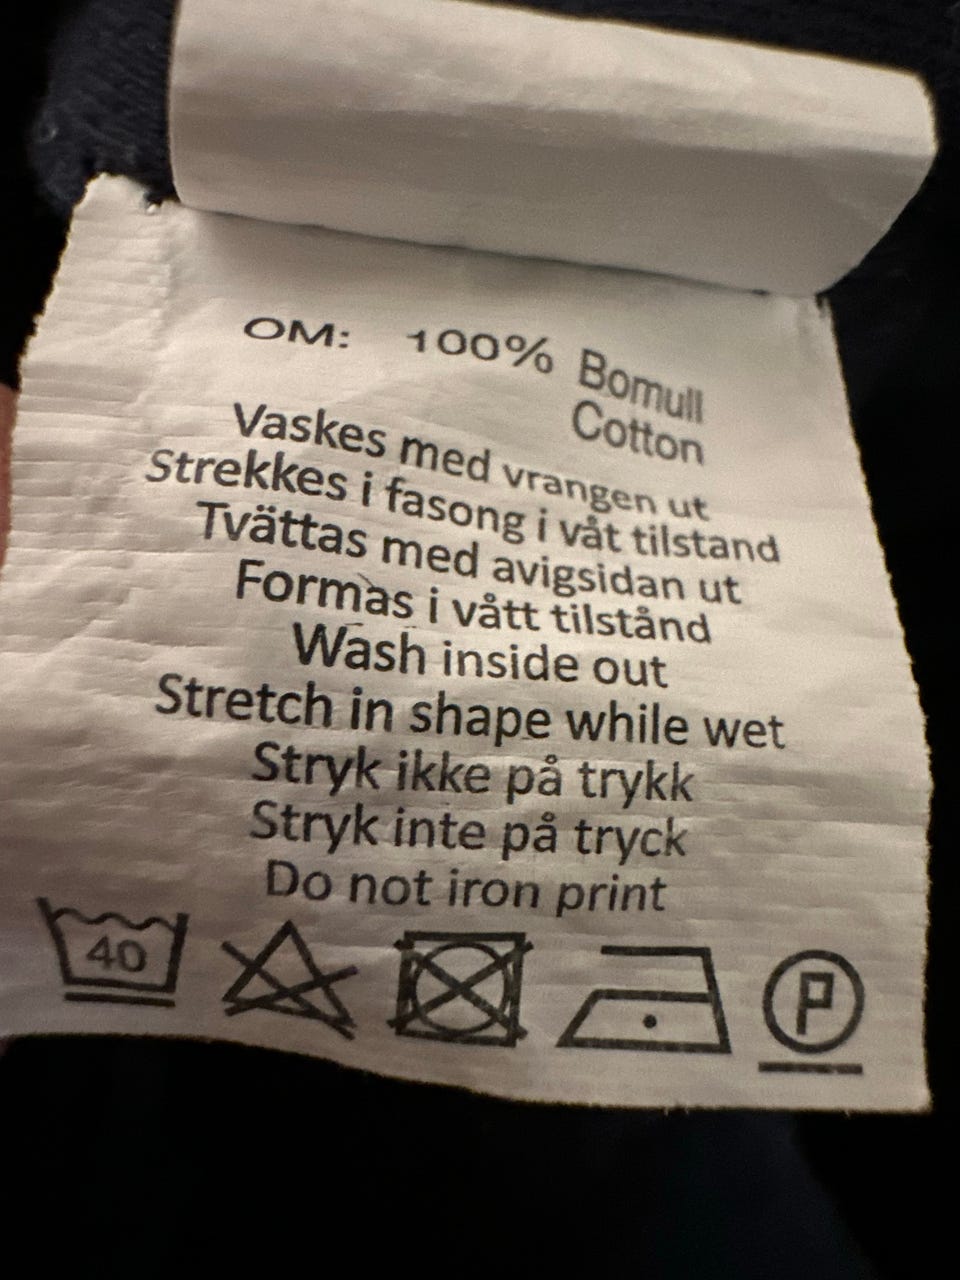 OM: 100% Bomull
Cotton
Vaskes med vrangen ut
Strekkes i fasong i våt tilstand
Tvättas med avigsidan ut
Formas i vått tilstånd
Wash inside out
Stretch in shape while wet
Stryk ikke på trykk
Stryk inte på tryck
Do not iron print
40 P